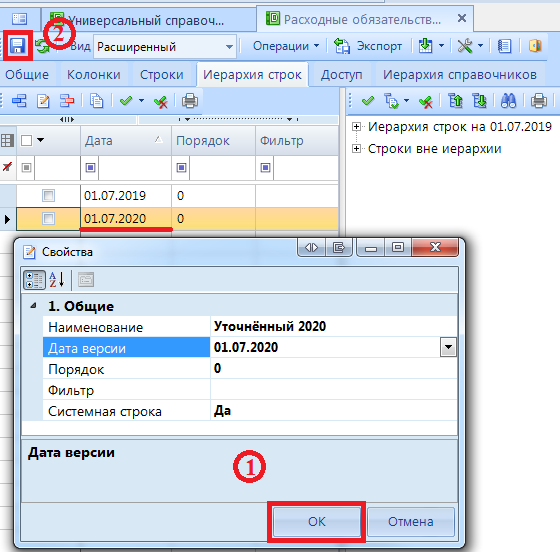 Универсальный справоч...
Расходные обязательств...
2
Вид
Расширенный
Операции
Экспорт
Общие
Колонки
Строки
Иерархия строк
Доступ
Иерархия справочников
Дата
Порядок
Фильтр
01.07.2019 0
01.07.2020 0
Иерархия строк на 01.07.2019
Строки вне иерархии
Свойства
1. Общие
Наименование Уточнённый 2020
Дата версии 01.07.2020
Порядок 0
Фильтр
Системная строка Да
Дата версии
1
OK
Отмена